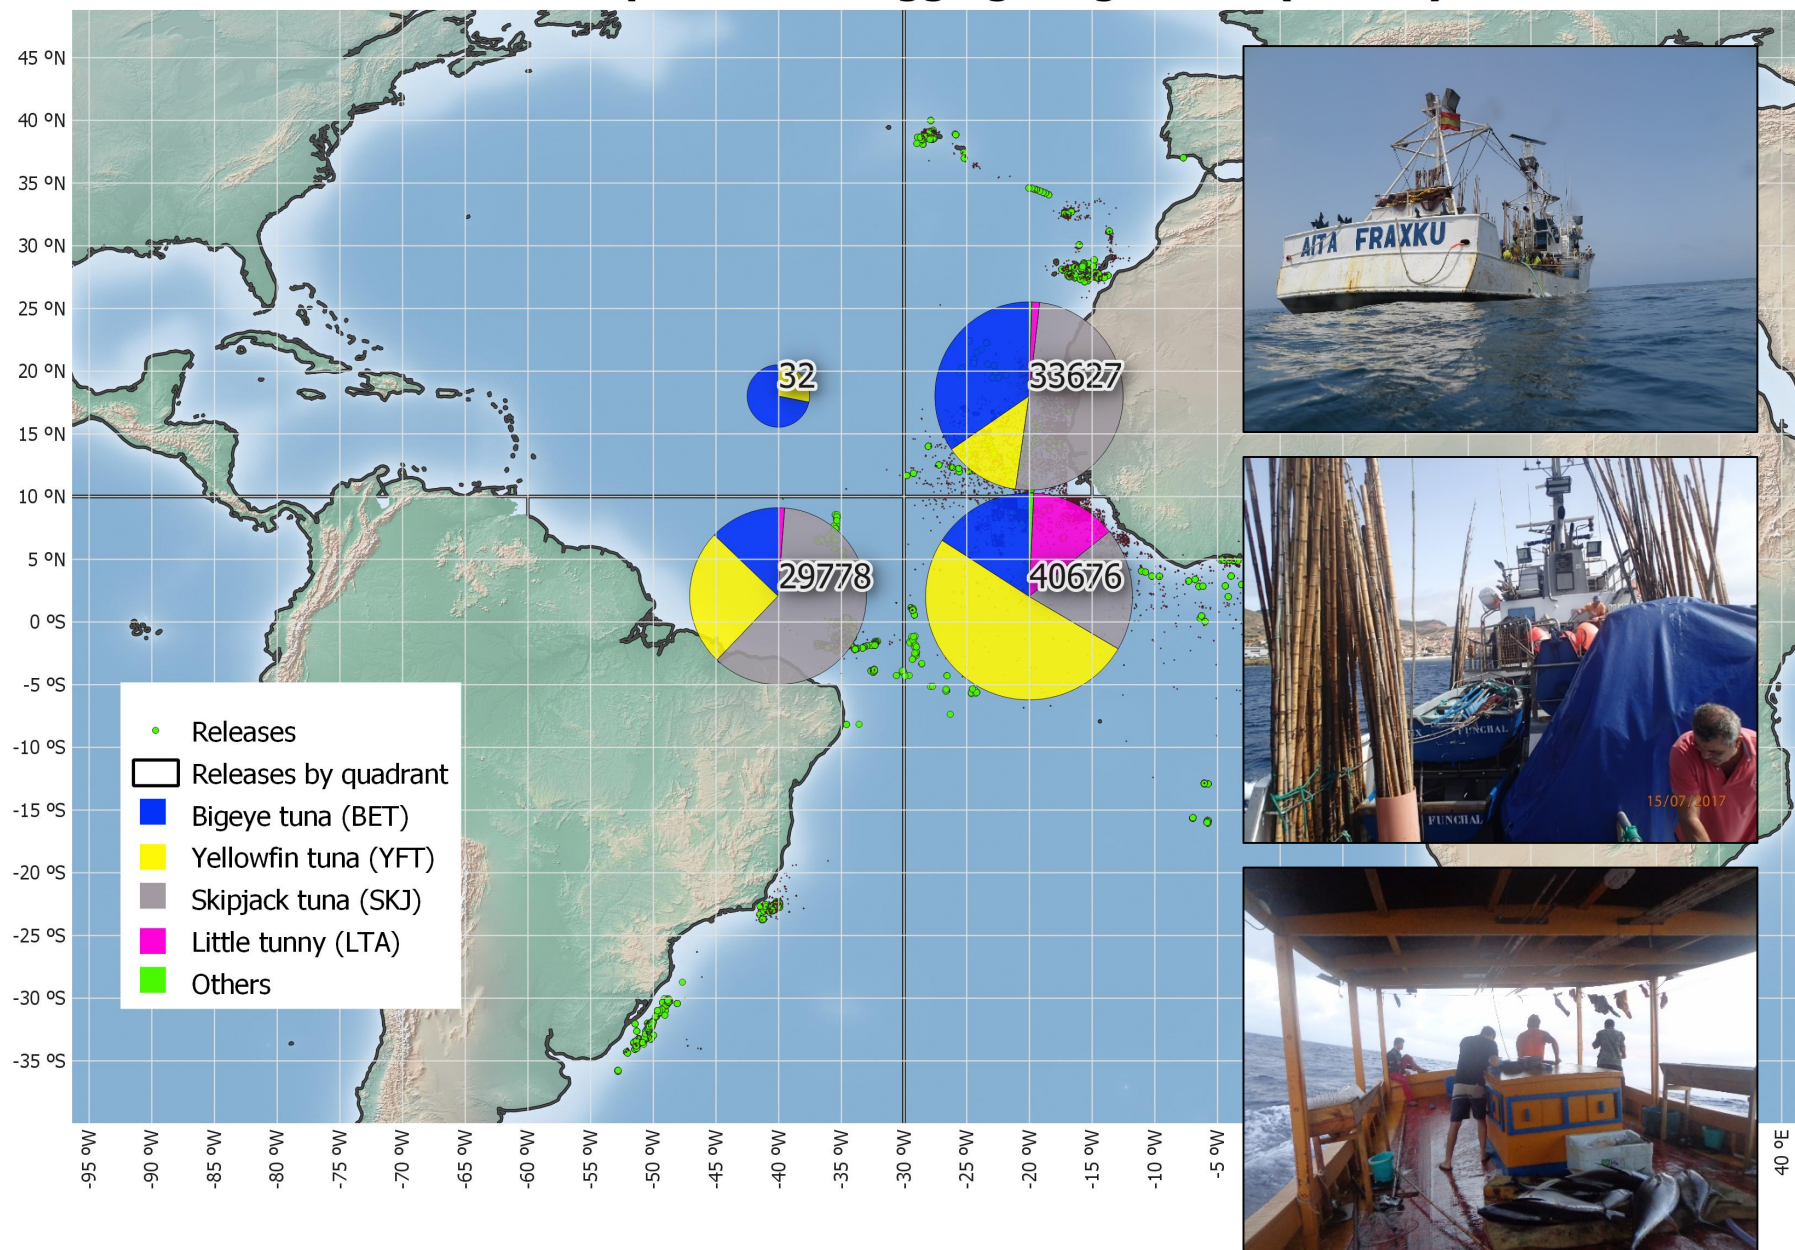 45 ºN
40 ºN
35 ºN
30 ºN
25 ºN
20 ºN
15 ºN
10 ºN
5 ºN
0 ºS
-5 ºS
-10 ºS
-15 ºS
-20 ºS
-25 ºS
-30 ºS
-35 ºS
32
33627
29778
40676
Releases
Releases by quadrant
Bigeye tuna (BET)
Yellowfin tuna (YFT)
Skipjack tuna (SKJ)
Little tunny (LTA)
Others
-95 ºW
-90 ºW
-85 ºW
-80 ºW
-75 ºW
-70 ºW
-65 ºW
-60 ºW
-55 ºW
-50 ºW
-45 ºW
-40 ºW
-35 ºW
-30 ºW
-25 ºW
-20 ºW
-15 ºW
-10 ºW
-5 ºW
40 ºE
AITA FRAXKU
FUNCHAL
FUNCHAL
15/07/2017